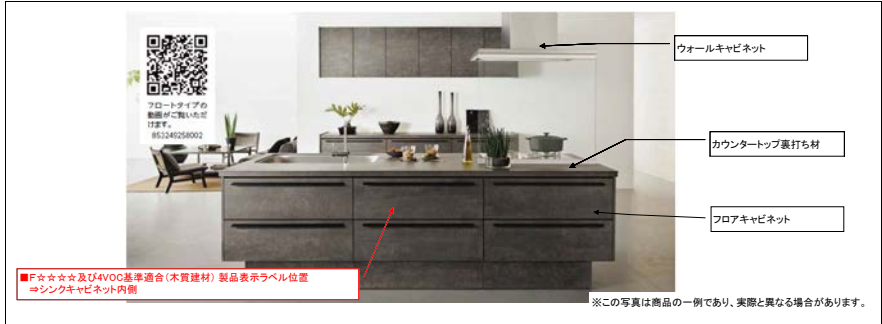 フロートタイプの
動画がご覧いただ
けます。
853249258002
ウォールキャビネット
カウンタートップ裏打ち材
フロアキャビネット
■F☆☆☆☆及び4VOC基準適合(木質建材) 製品表示ラベル位置
⇒シンクキャビネット内側
※この写真は商品の一例であり、実際と異なる場合があります。